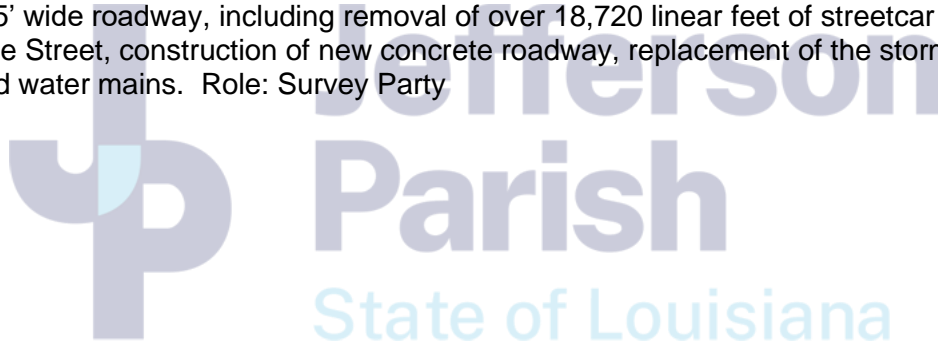 5' wide roadway, including removal of over 18,720 linear feet of streetcar
e Street, construction of new concrete roadway, replacement of the storm
d water mains.  Role: Survey Party
Jefferson
Parish
State of Louisiana